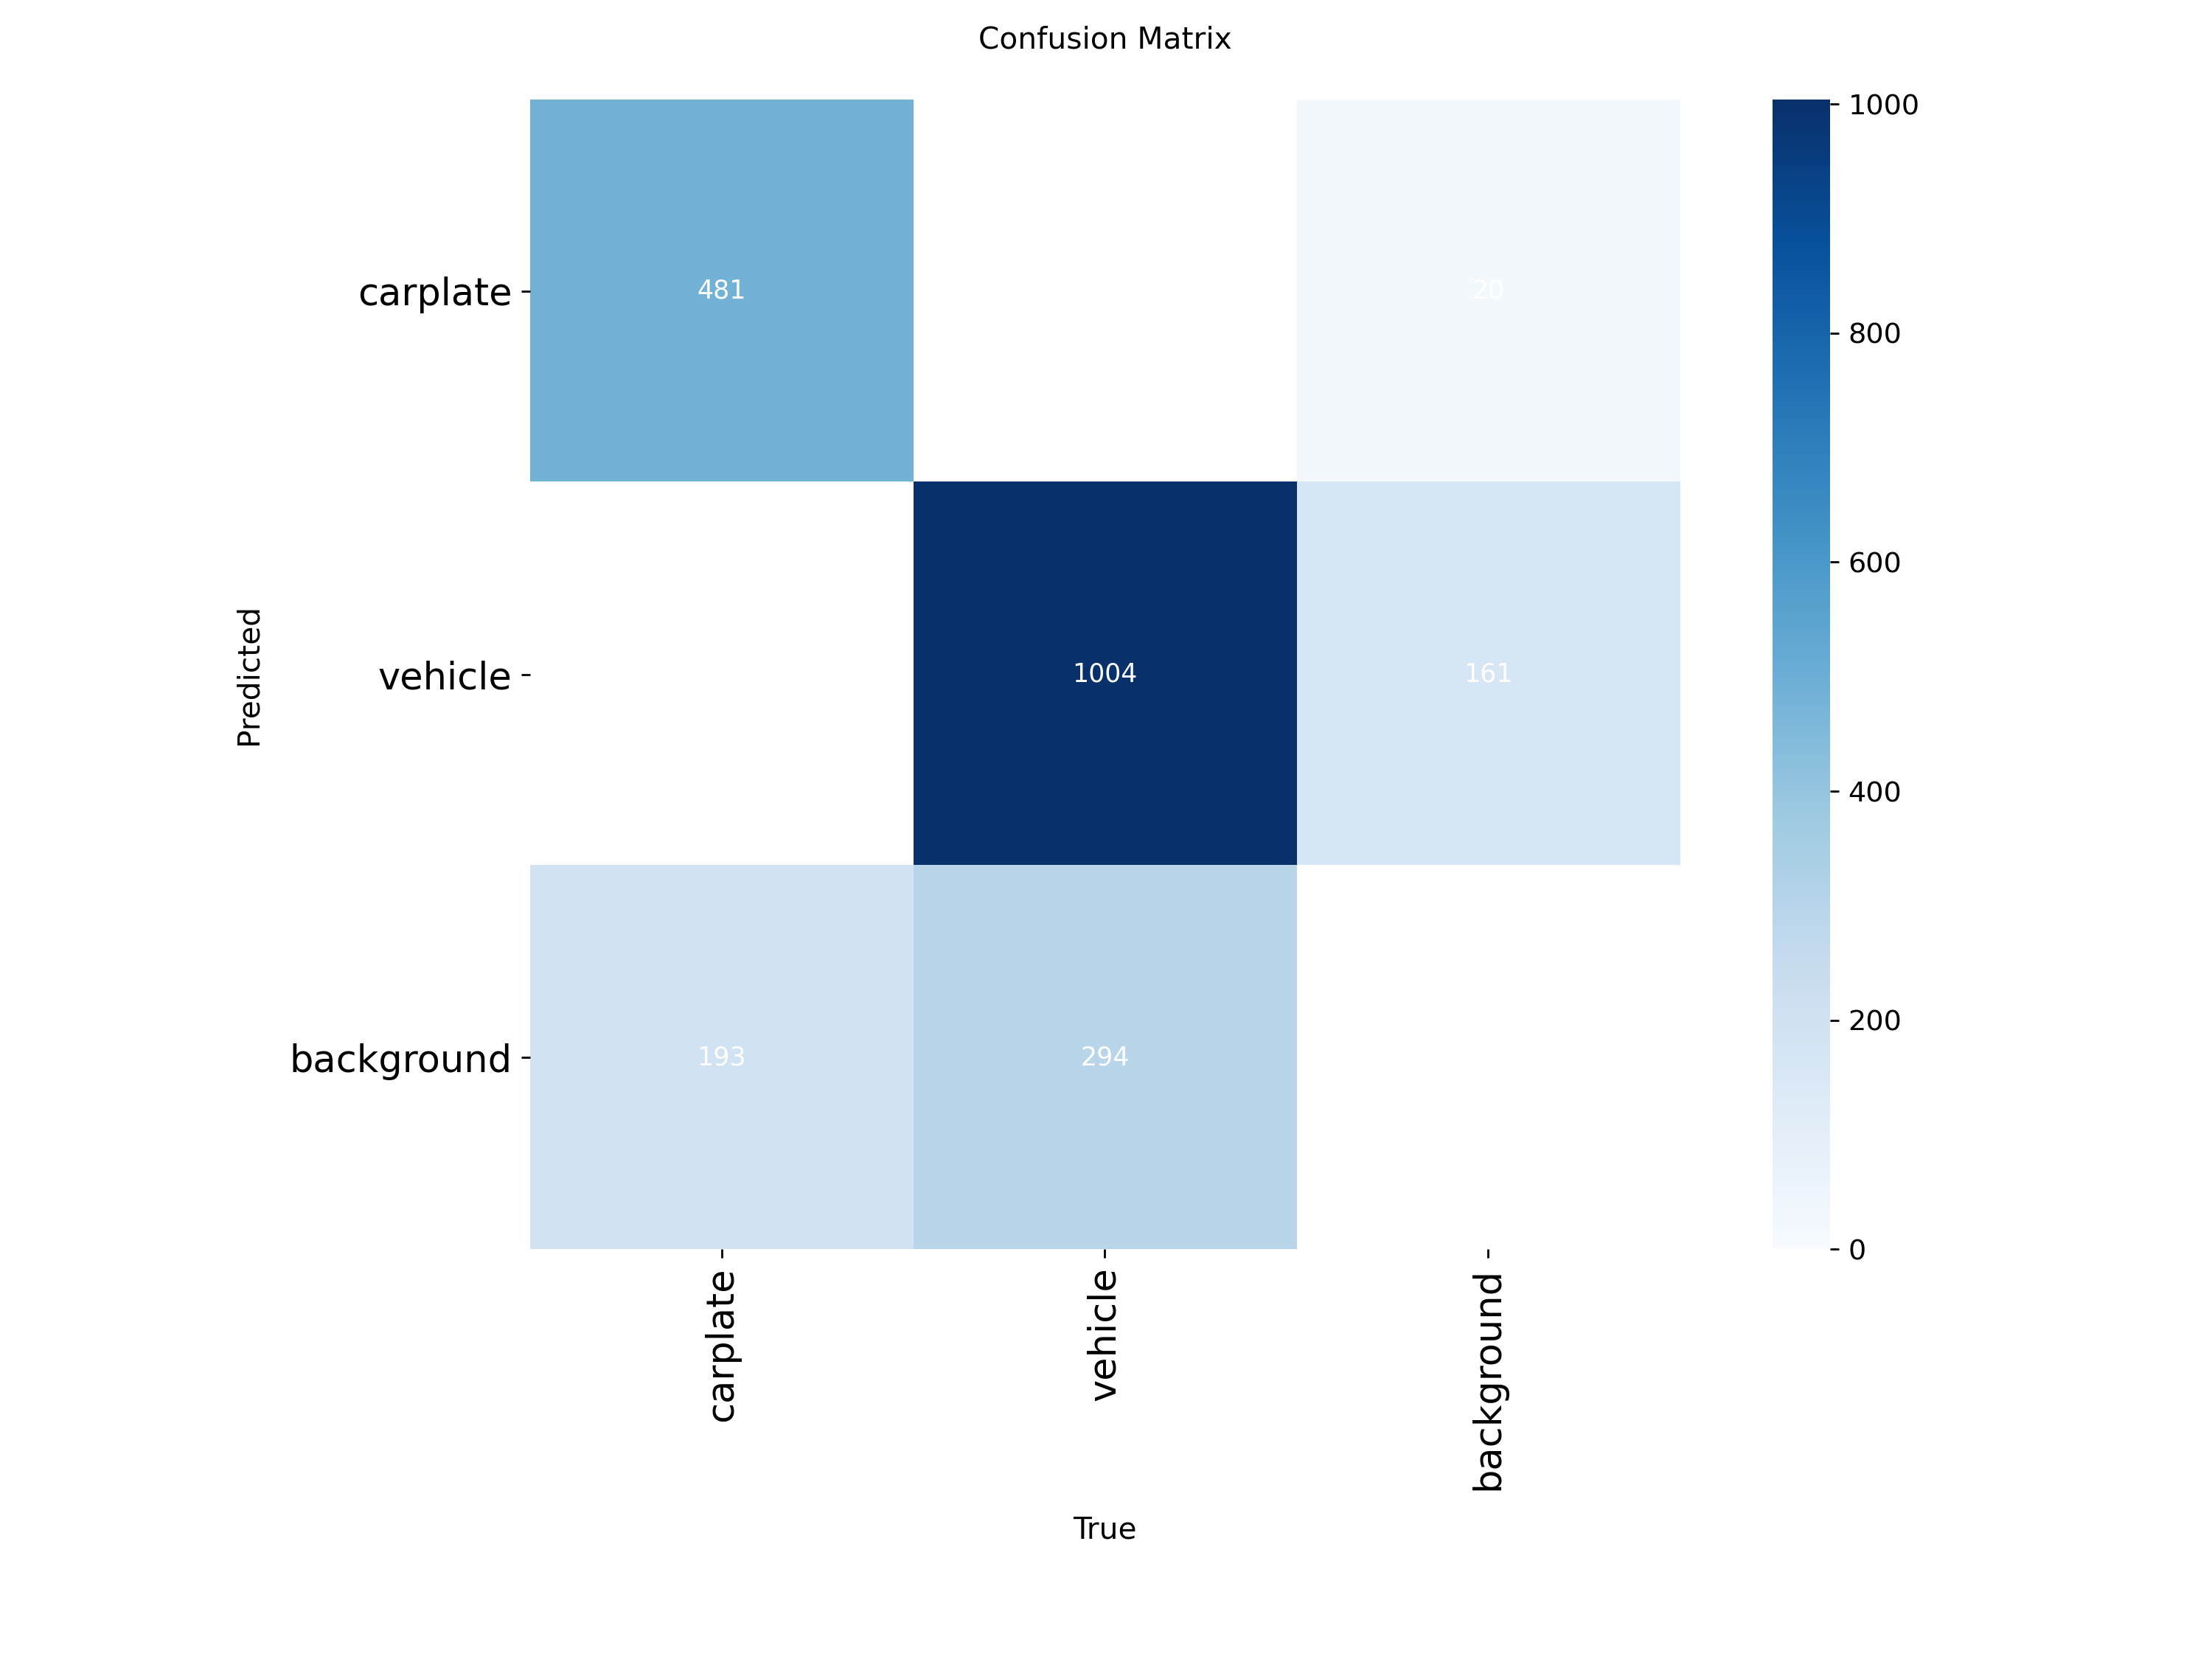 Confusion Matrix
carplate
481
20
vehicle
1004
161
background
193
294
Predicted
carplate
vehicle
background
True
1000
800
600
400
200
0